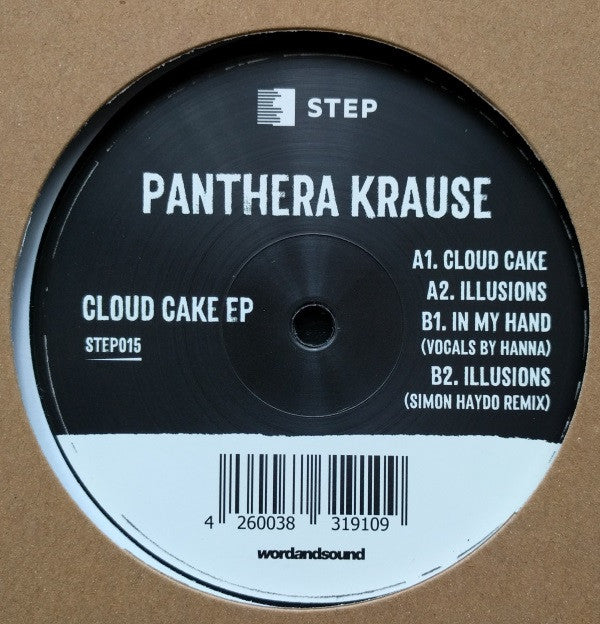 STEP
PANTHERA KRAUSE
CLOUD CAKE EP
STEP015
A1. CLOUD CAKE
A2. ILLUSIONS
B1. IN MY HAND
(VOCALS BY HANNA)
B2. ILLUSIONS
(SIMON HAYDO REMIX)
4 260038 319109
wordandsound